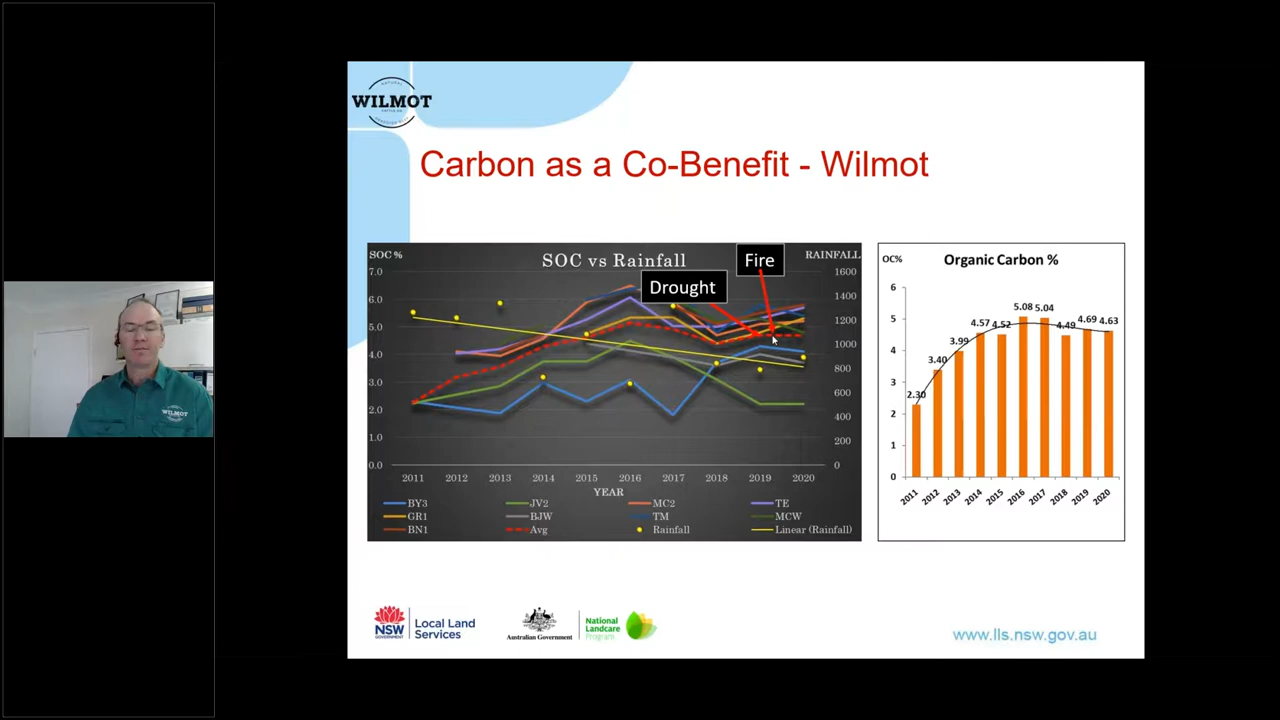 WILMOT
Carbon as a Co-Benefit - Wilmot
SOC %
SOC vs Rainfall
RAINFALL
Fire
Drought
7.0
6.0
5.0
4.0
3.0
2.0
1.0
0.0
1600
1400
1200
1000
800
600
400
200
0
2011 2012 2013 2014 2015 2016 2017 2018 2019 2020
YEAR
BY3 JV2 MC2 TE
GR1 BJW TM MCW
BN1 Avg Rainfall Linear (Rainfall)
OC%
Organic Carbon %
6
5
4
3
2
1
0
2.30 3.40 3.99 4.57 4.52 5.08 5.04 4.49 4.69 4.63
2011 2012 2013 2014 2015 2016 2017 2018 2019 2020
NSW
GOVERNMENT
Local Land
Services
Australian Government
National
Landcare
Program
www.lls.nsw.gov.au
WILMOT